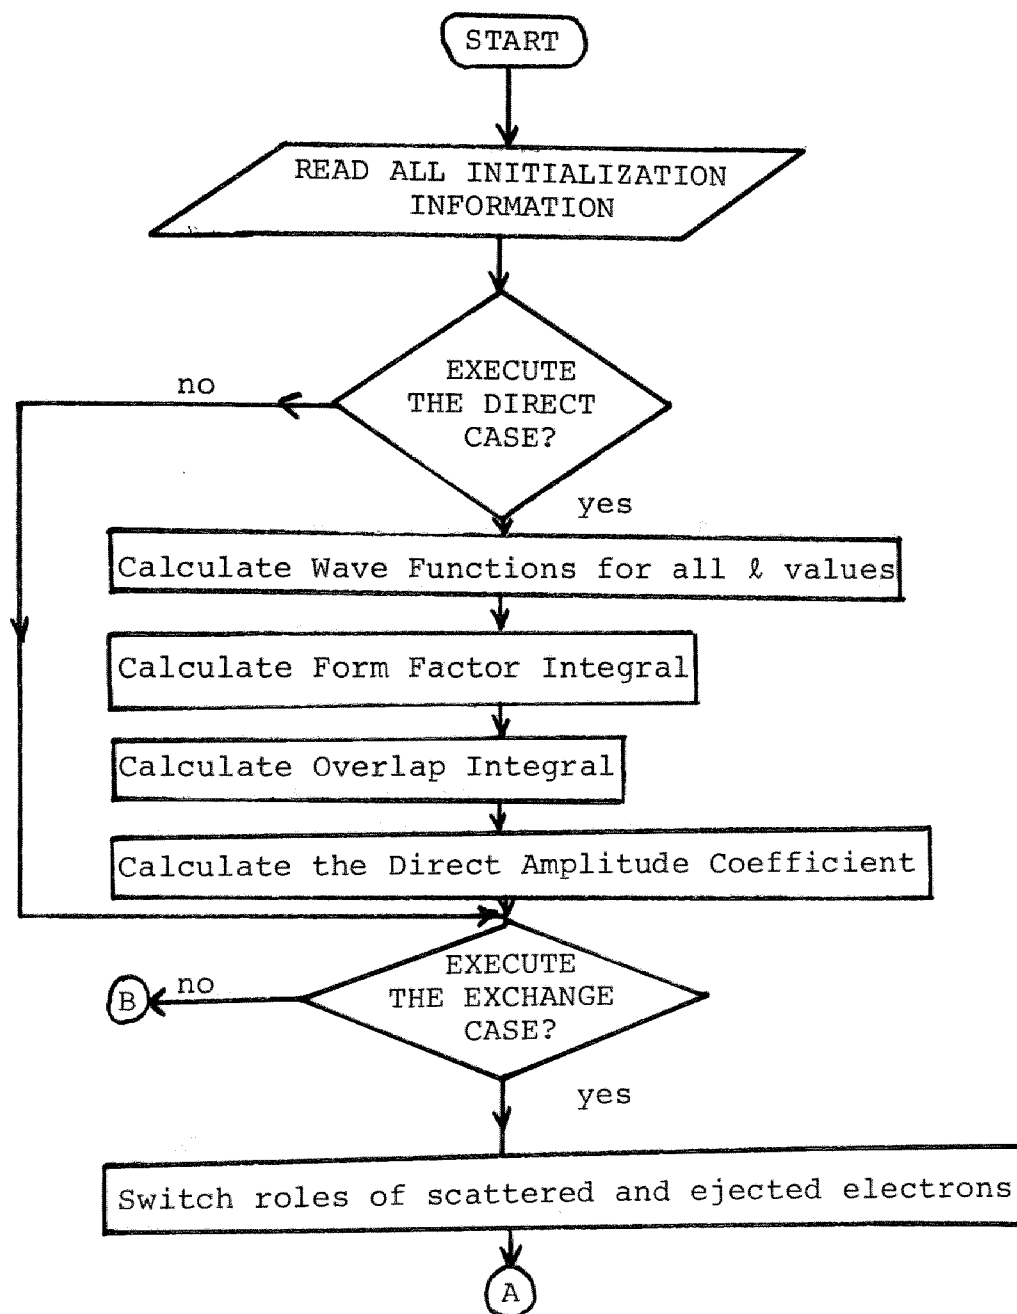 START
READ ALL INITIALIZATION
INFORMATION
EXECUTE
THE DIRECT
CASE?
no
yes
Calculate Wave Functions for all ℓ values
Calculate Form Factor Integral
Calculate Overlap Integral
Calculate the Direct Amplitude Coefficient
EXECUTE
THE EXCHANGE
CASE?
B
no
yes
Switch roles of scattered and ejected electrons
A